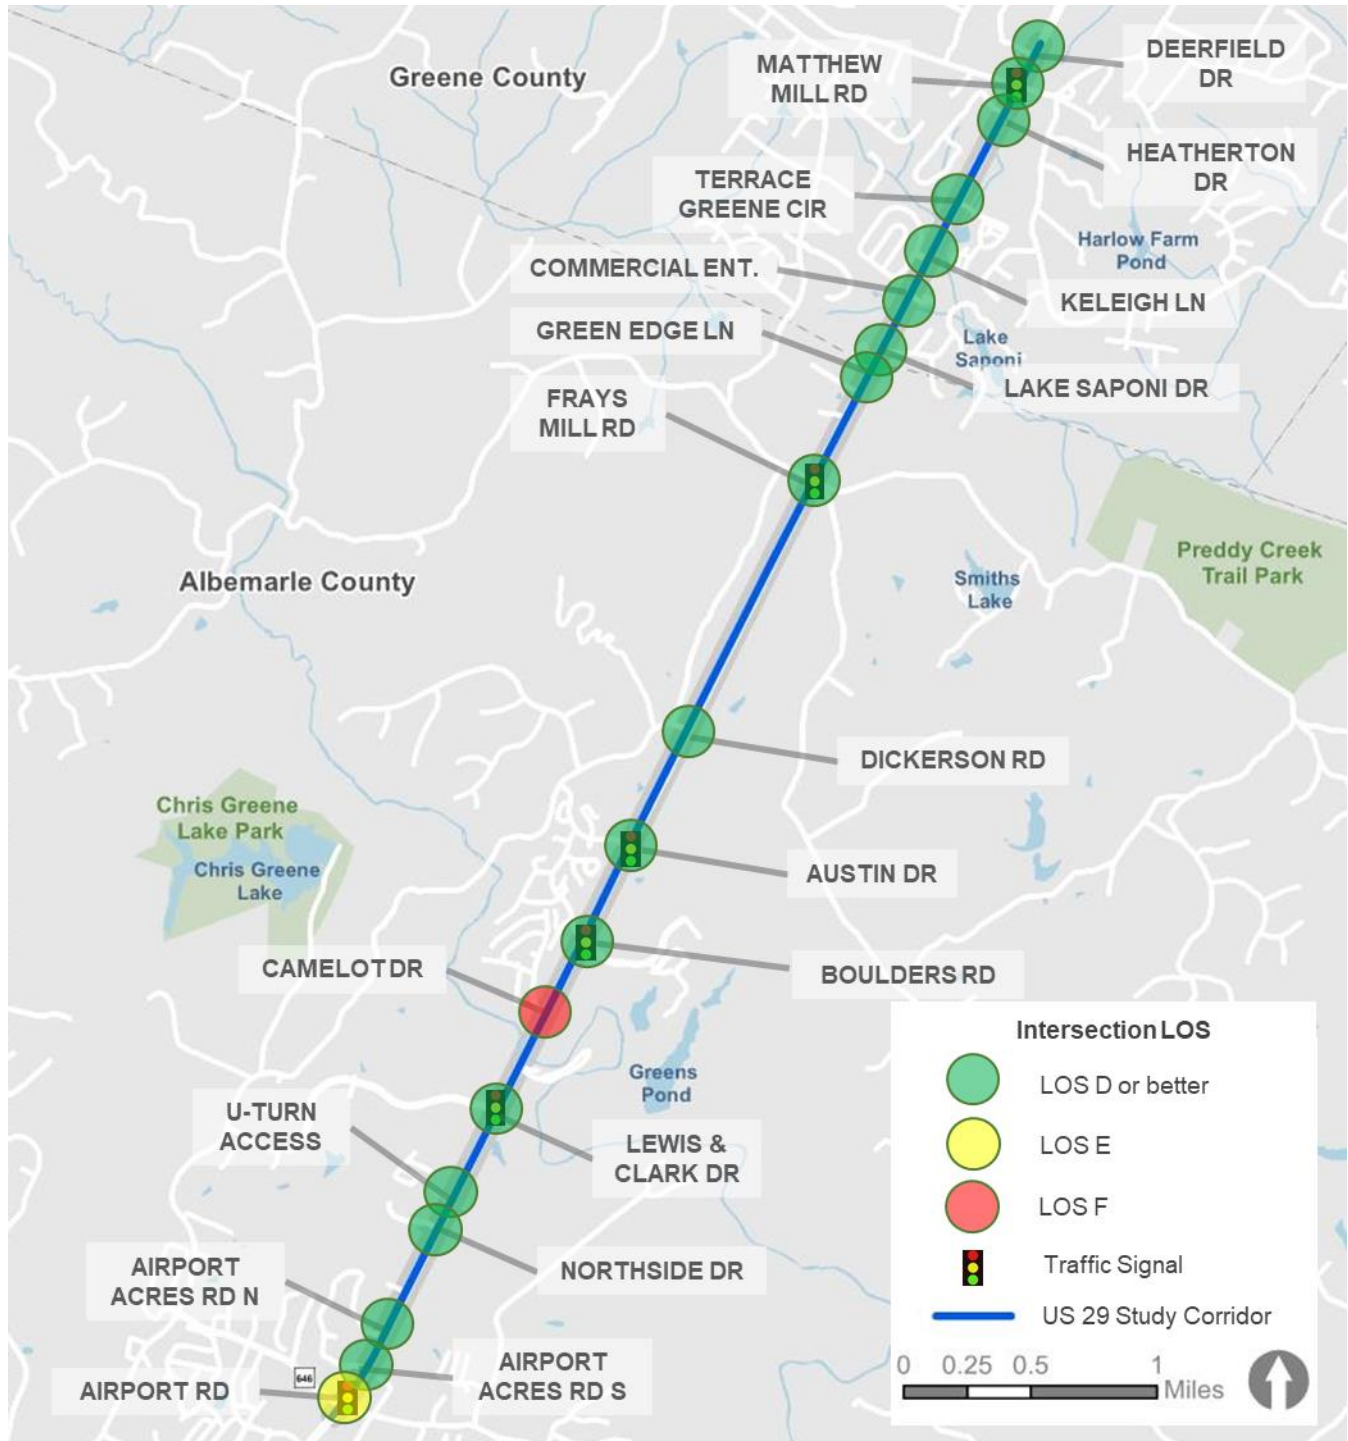 Greene County
MATTHEW
MILL RD
DEERFIELD
DR
HEATHERTON
DR
TERRACE
GREENE CIR
Harlow Farm
Pond
COMMERCIAL ENT.
KELEIGH LN
GREEN EDGE LN
Lake
Saponi
LAKE SAPONI DR
FRAYS
MILL RD
Preddy Creek
Trail Park
Albemarle County
Smiths
Lake
DICKERSON RD
Chris Greene
Lake Park
Chris Greene
Lake
AUSTIN DR
CAMELOT DR
BOULDERS RD
Greens
Pond
U-TURN
ACCESS
LEWIS &
CLARK DR
NORTHSIDE DR
AIRPORT
ACRES RD N
AIRPORT
ACRES RD S
646
AIRPORT RD
Intersection LOS
LOS D or better
LOS E
LOS F
Traffic Signal
US 29 Study Corridor
0 0.25 0.5 1
Miles